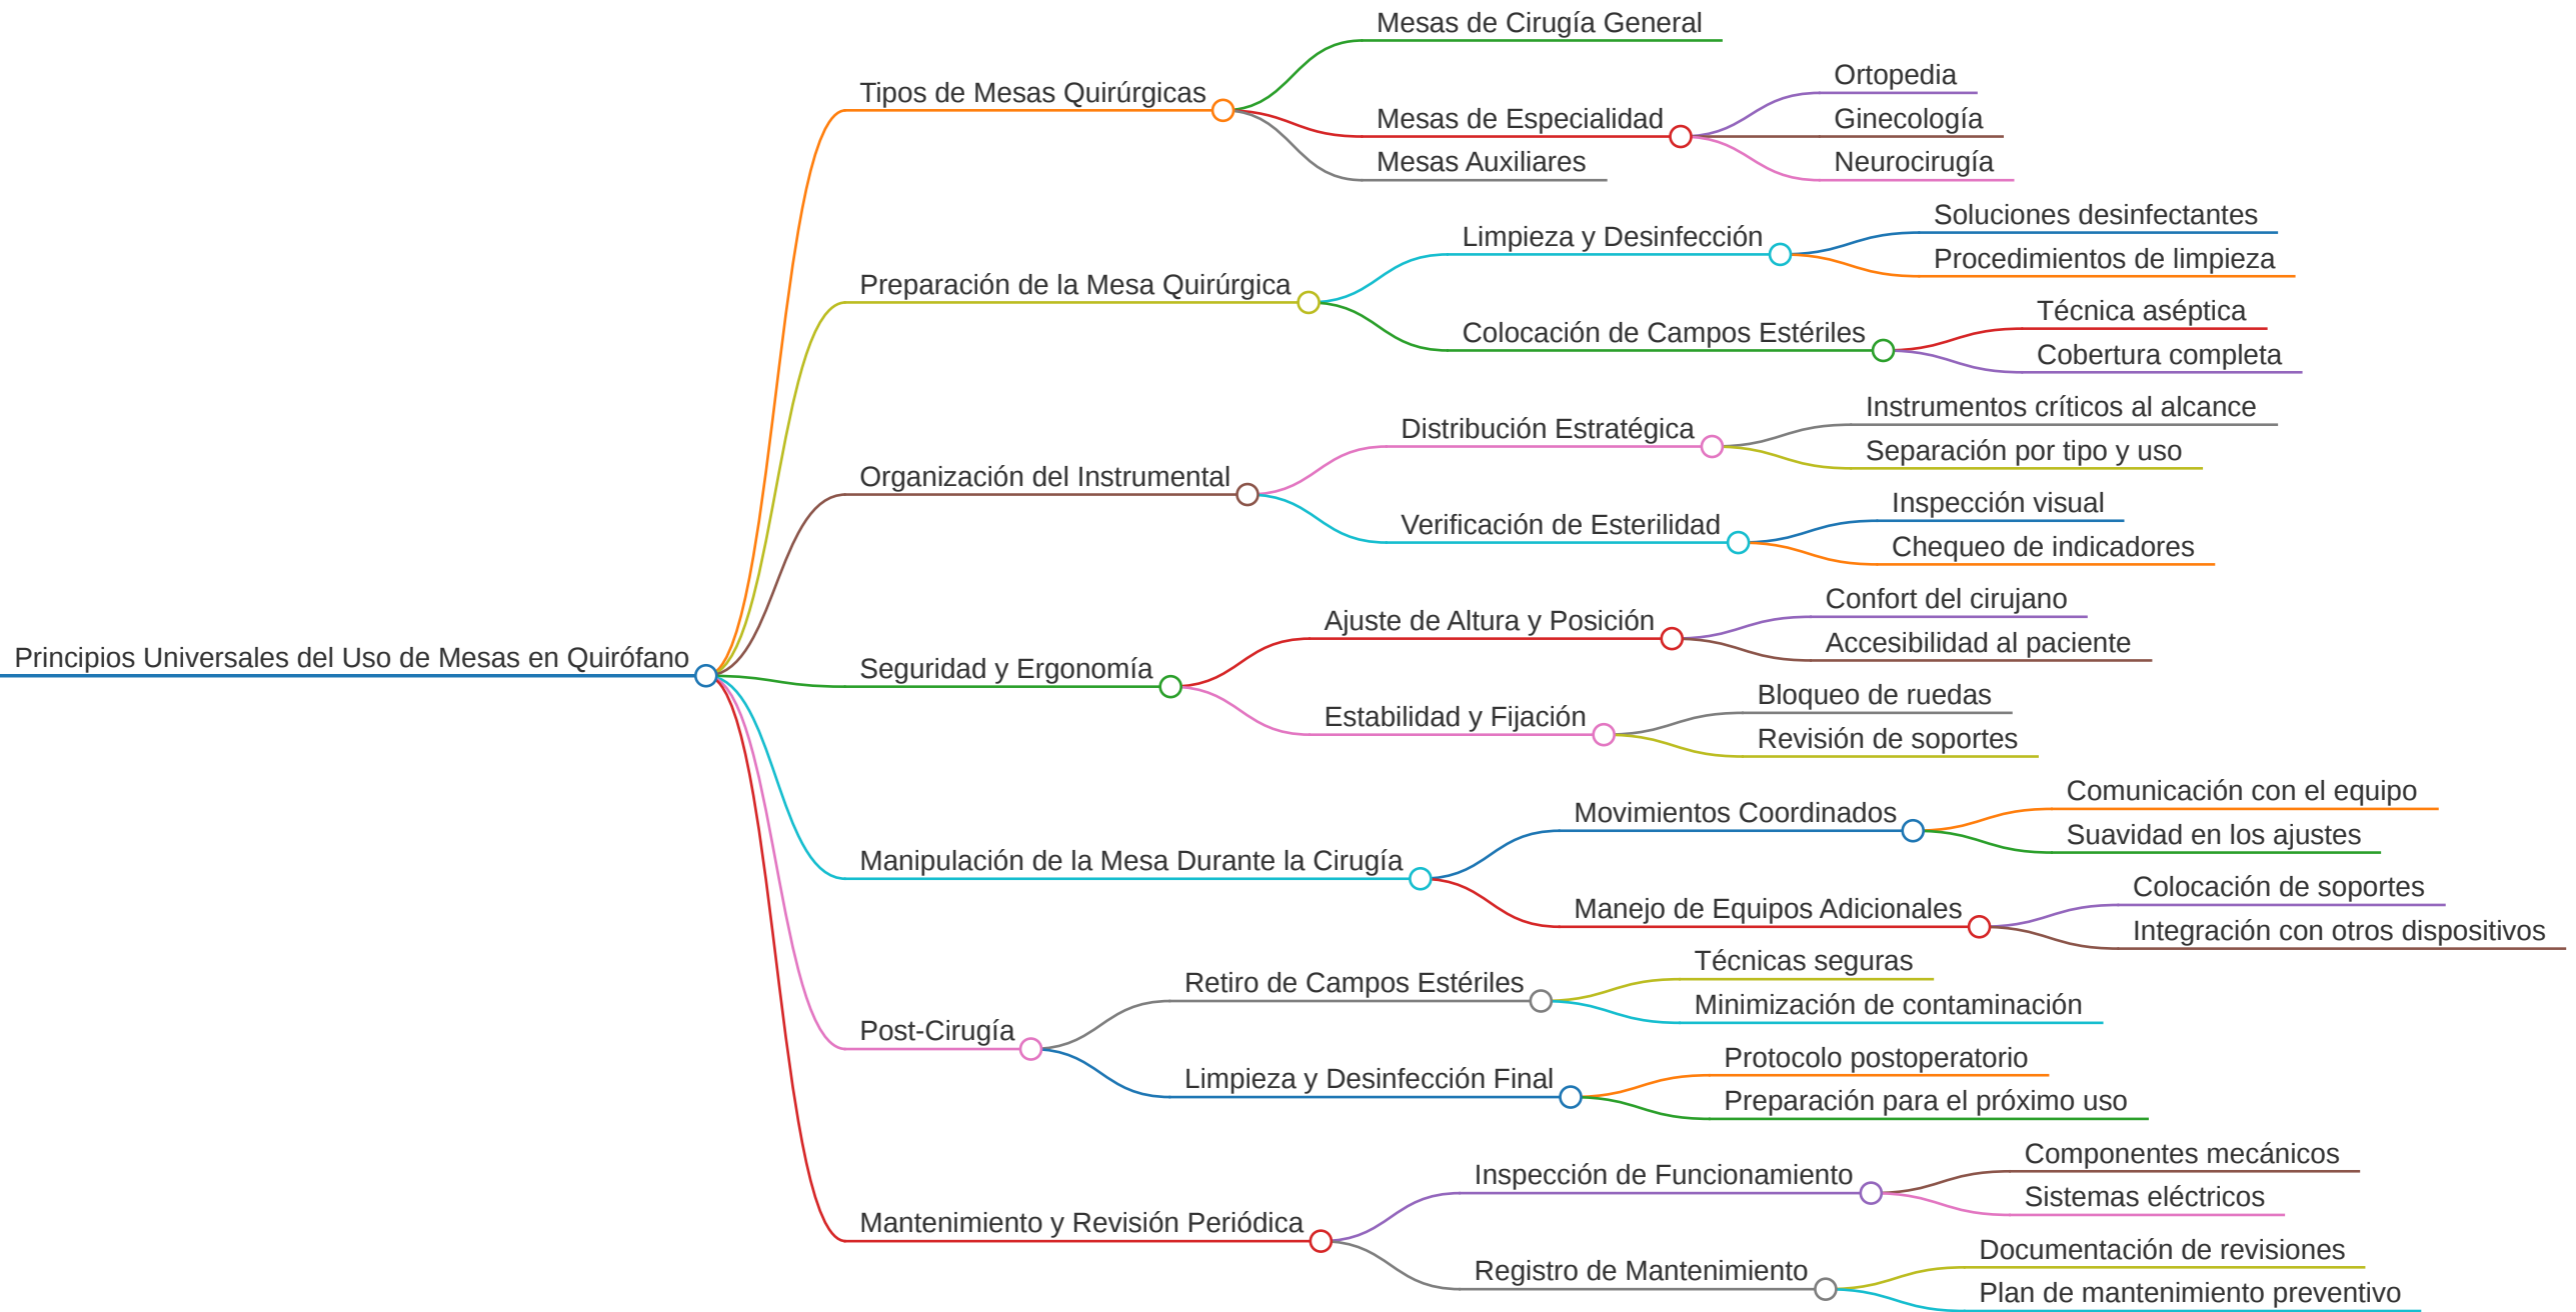 Principios Universales del Uso de Mesas en Quirófano
Tipos de Mesas Quirúrgicas
Mesas de Cirugía General
Mesas de Especialidad
Ortopedia
Ginecología
Neurocirugía
Mesas Auxiliares
Preparación de la Mesa Quirúrgica
Limpieza y Desinfección
Soluciones desinfectantes
Procedimientos de limpieza
Colocación de Campos Estériles
Técnica aséptica
Cobertura completa
Organización del Instrumental
Distribución Estratégica
Instrumentos críticos al alcance
Separación por tipo y uso
Verificación de Esterilidad
Inspección visual
Chequeo de indicadores
Seguridad y Ergonomía
Ajuste de Altura y Posición
Confort del cirujano
Accesibilidad al paciente
Estabilidad y Fijación
Bloqueo de ruedas
Revisión de soportes
Manipulación de la Mesa Durante la Cirugía
Movimientos Coordinados
Comunicación con el equipo
Suavidad en los ajustes
Manejo de Equipos Adicionales
Colocación de soportes
Integración con otros dispositivos
Post-Cirugía
Retiro de Campos Estériles
Técnicas seguras
Minimización de contaminación
Limpieza y Desinfección Final
Protocolo postoperatorio
Preparación para el próximo uso
Mantenimiento y Revisión Periódica
Inspección de Funcionamiento
Componentes mecánicos
Sistemas eléctricos
Registro de Mantenimiento
Documentación de revisiones
Plan de mantenimiento preventivo